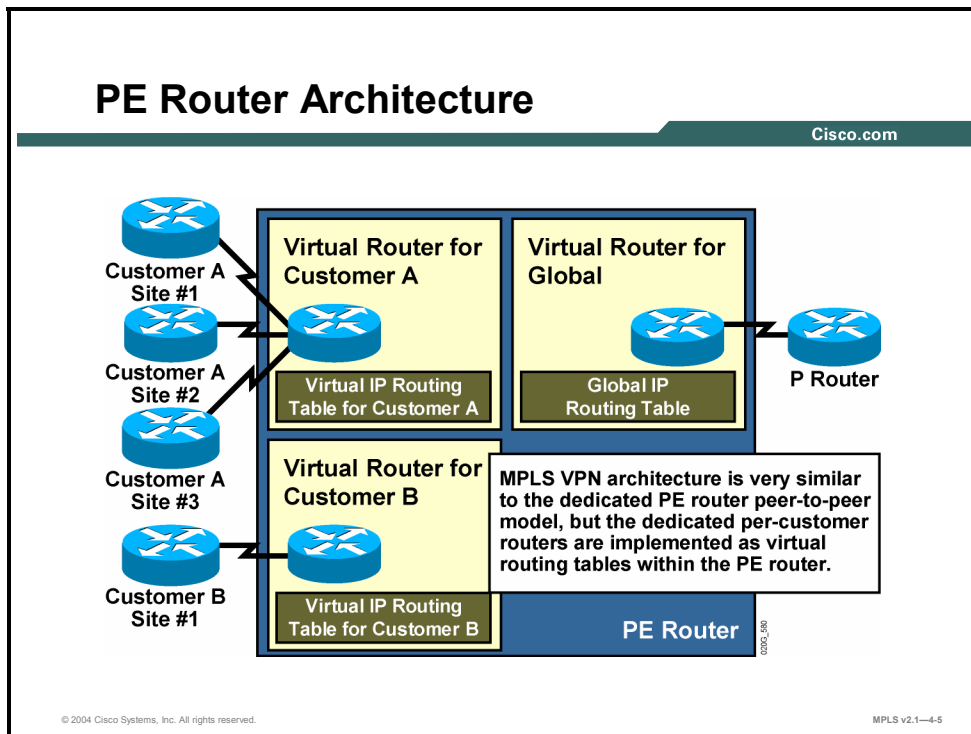 PE Router Architecture
Cisco.com
Customer A
Site #1
Customer A
Site #2
Customer A
Site #3
Customer B
Site #1
Virtual Router for
Customer A
Virtual IP Routing
Table for Customer A
Virtual Router for
Global
Global IP
Routing Table
P Router
Virtual Router for
Customer B
Virtual IP Routing
Table for Customer B
MPLS VPN architecture is very similar
to the dedicated PE router peer-to-peer
model, but the dedicated per-customer
routers are implemented as virtual
routing tables within the PE router.
PE Router
020G_580
© 2004 Cisco Systems, Inc. All rights reserved.
MPLS v2.1—4-5